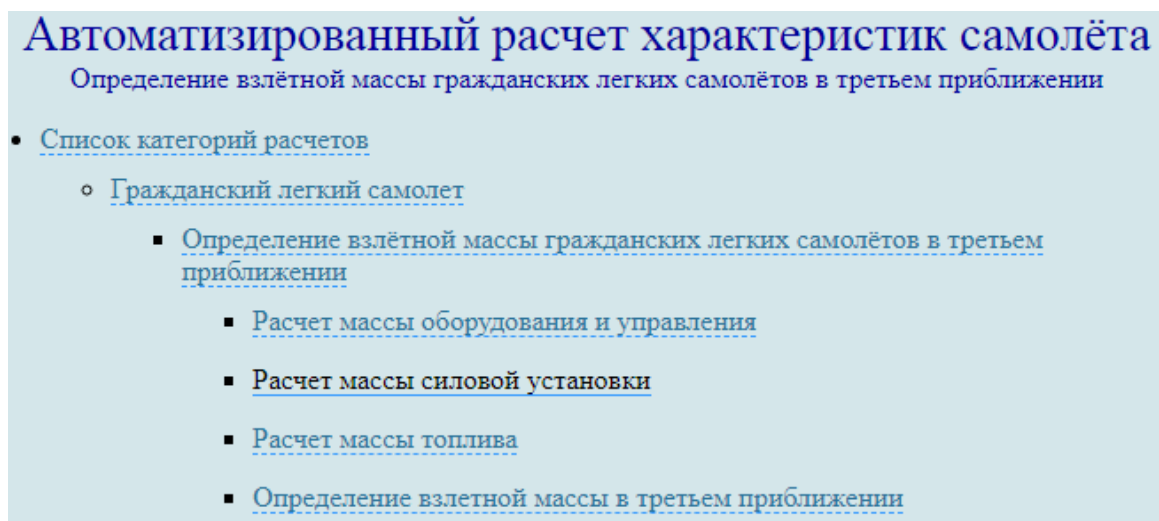 Автоматизированный расчет характеристик самолёта
Определение взлётной массы гражданских легких самолётов в третьем приближении
Список категорий расчетов
Гражданский легкий самолет
Определение взлётной массы гражданских легких самолётов в третьем
приближении
Расчет массы оборудования и управления
Расчет массы силовой установки
Расчет массы топлива
Определение взлетной массы в третьем приближении